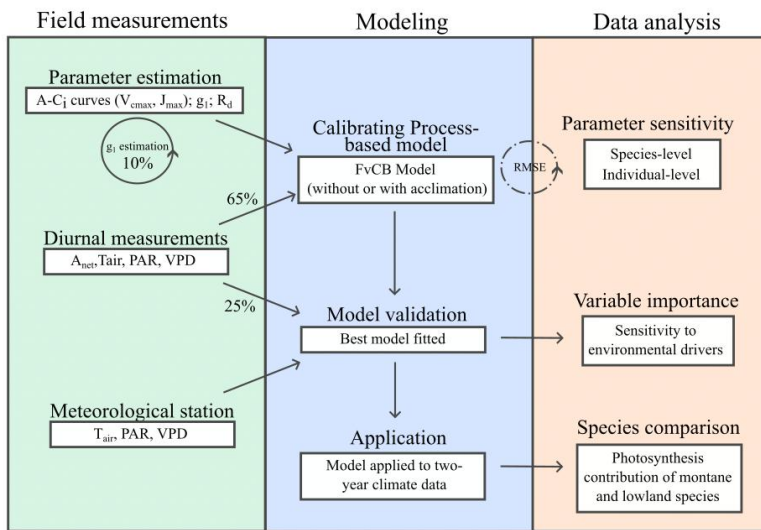 Field measurements
Modeling
Data analysis
Parameter estimation
A-Ci curves (Vcmax, Jmax); g1; Rd
g1 estimation
10%
Calibrating Process-
based model
FvCB Model
(without or with acclimation)
RMSE
Parameter sensitivity
Species-level
Individual-level
65%
Diurnal measurements
Anet,Tair, PAR, VPD
25%
Model validation
Best model fitted
Variable importance
Sensitivity to
environmental drivers
Meteorological station
Tair, PAR, VPD
Application
Model applied to two-
year climate data
Species comparison
Photosynthesis
contribution of montane
and lowland species